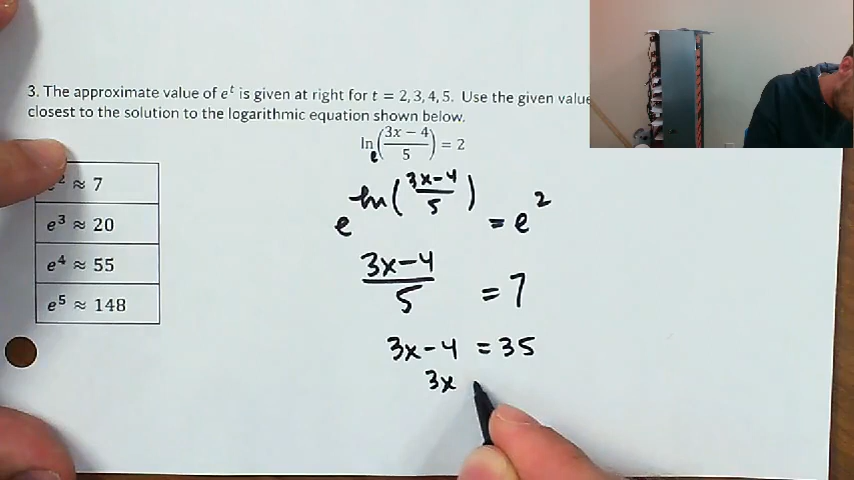 3. The approximate value of e^t is given at right for t = 2, 3, 4, 5. Use the given value
closest to the solution to the logarithmic equation shown below.
ln_e((3x − 4)/5) = 2
² ≈ 7
e³ ≈ 20
e⁴ ≈ 55
e⁵ ≈ 148
e^ln((3x−4)/5) = e²
(3x−4)/5 = 7
3x−4 = 35
3x